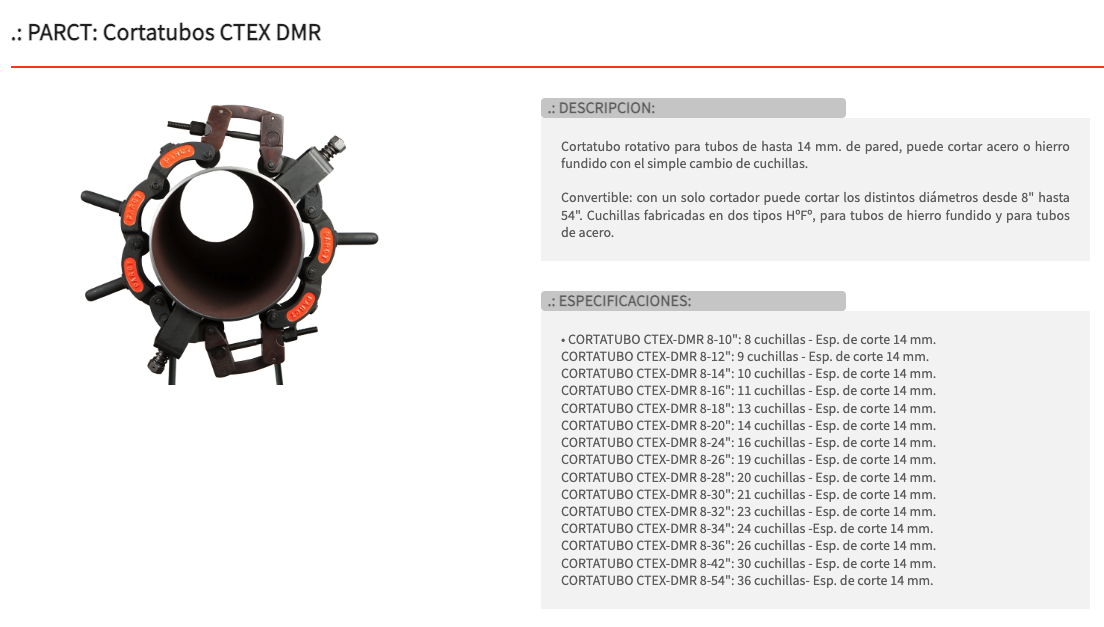 .: PARCT: Cortatubos CTEX DMR
.: DESCRIPCION:
Cortatubo rotativo para tubos de hasta 14 mm. de pared, puede cortar acero o hierro
fundido con el simple cambio de cuchillas.
Convertible: con un solo cortador puede cortar los distintos diámetros desde 8" hasta
54". Cuchillas fabricadas en dos tipos HºFº, para tubos de hierro fundido y para tubos
de acero.
.: ESPECIFICACIONES:
• CORTATUBO CTEX-DMR 8-10": 8 cuchillas - Esp. de corte 14 mm.
CORTATUBO CTEX-DMR 8-12": 9 cuchillas - Esp. de corte 14 mm.
CORTATUBO CTEX-DMR 8-14": 10 cuchillas - Esp. de corte 14 mm.
CORTATUBO CTEX-DMR 8-16": 11 cuchillas - Esp. de corte 14 mm.
CORTATUBO CTEX-DMR 8-18": 13 cuchillas - Esp. de corte 14 mm.
CORTATUBO CTEX-DMR 8-20": 14 cuchillas - Esp. de corte 14 mm.
CORTATUBO CTEX-DMR 8-24": 16 cuchillas - Esp. de corte 14 mm.
CORTATUBO CTEX-DMR 8-26": 19 cuchillas - Esp. de corte 14 mm.
CORTATUBO CTEX-DMR 8-28": 20 cuchillas - Esp. de corte 14 mm.
CORTATUBO CTEX-DMR 8-30": 21 cuchillas - Esp. de corte 14 mm.
CORTATUBO CTEX-DMR 8-32": 23 cuchillas - Esp. de corte 14 mm.
CORTATUBO CTEX-DMR 8-34": 24 cuchillas -Esp. de corte 14 mm.
CORTATUBO CTEX-DMR 8-36": 26 cuchillas - Esp. de corte 14 mm.
CORTATUBO CTEX-DMR 8-42": 30 cuchillas - Esp. de corte 14 mm.
CORTATUBO CTEX-DMR 8-54": 36 cuchillas- Esp. de corte 14 mm.